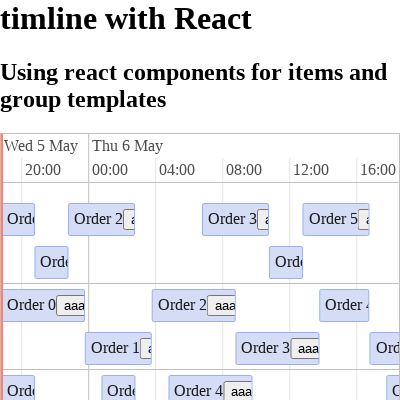 timline with React
Using react components for items and
group templates
Wed 5 May Thu 6 May
20:00 00:00 04:00 08:00 12:00 16:00
Orde Order 2 a Order 3 a Order 5 a
Orde Orde
Order 0 aaa Order 2 aaa Order 4
Order 1 a Order 3 aaa Ord
Orde Orde Order 4 aaa O